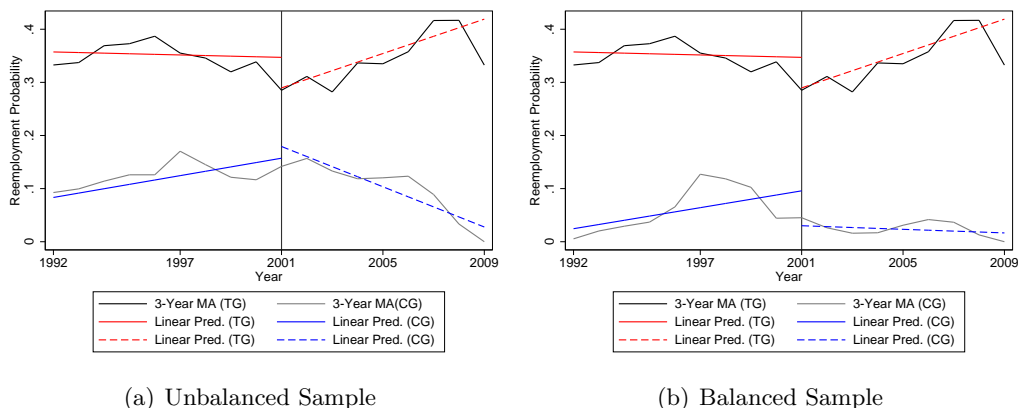 Reemployment Probability
.4
.3
.2
.1
0
1992 1997 2001 2005 2009
Year
3-Year MA (TG) 3-Year MA(CG)
Linear Pred. (TG) Linear Pred. (CG)
Linear Pred. (TG) Linear Pred. (CG)
(a) Unbalanced Sample
Reemployment Probability
.4
.3
.2
.1
0
1992 1997 2001 2005 2009
Year
3-Year MA (TG) 3-Year MA (CG)
Linear Pred. (TG) Linear Pred. (CG)
Linear Pred. (TG) Linear Pred. (CG)
(b) Balanced Sample